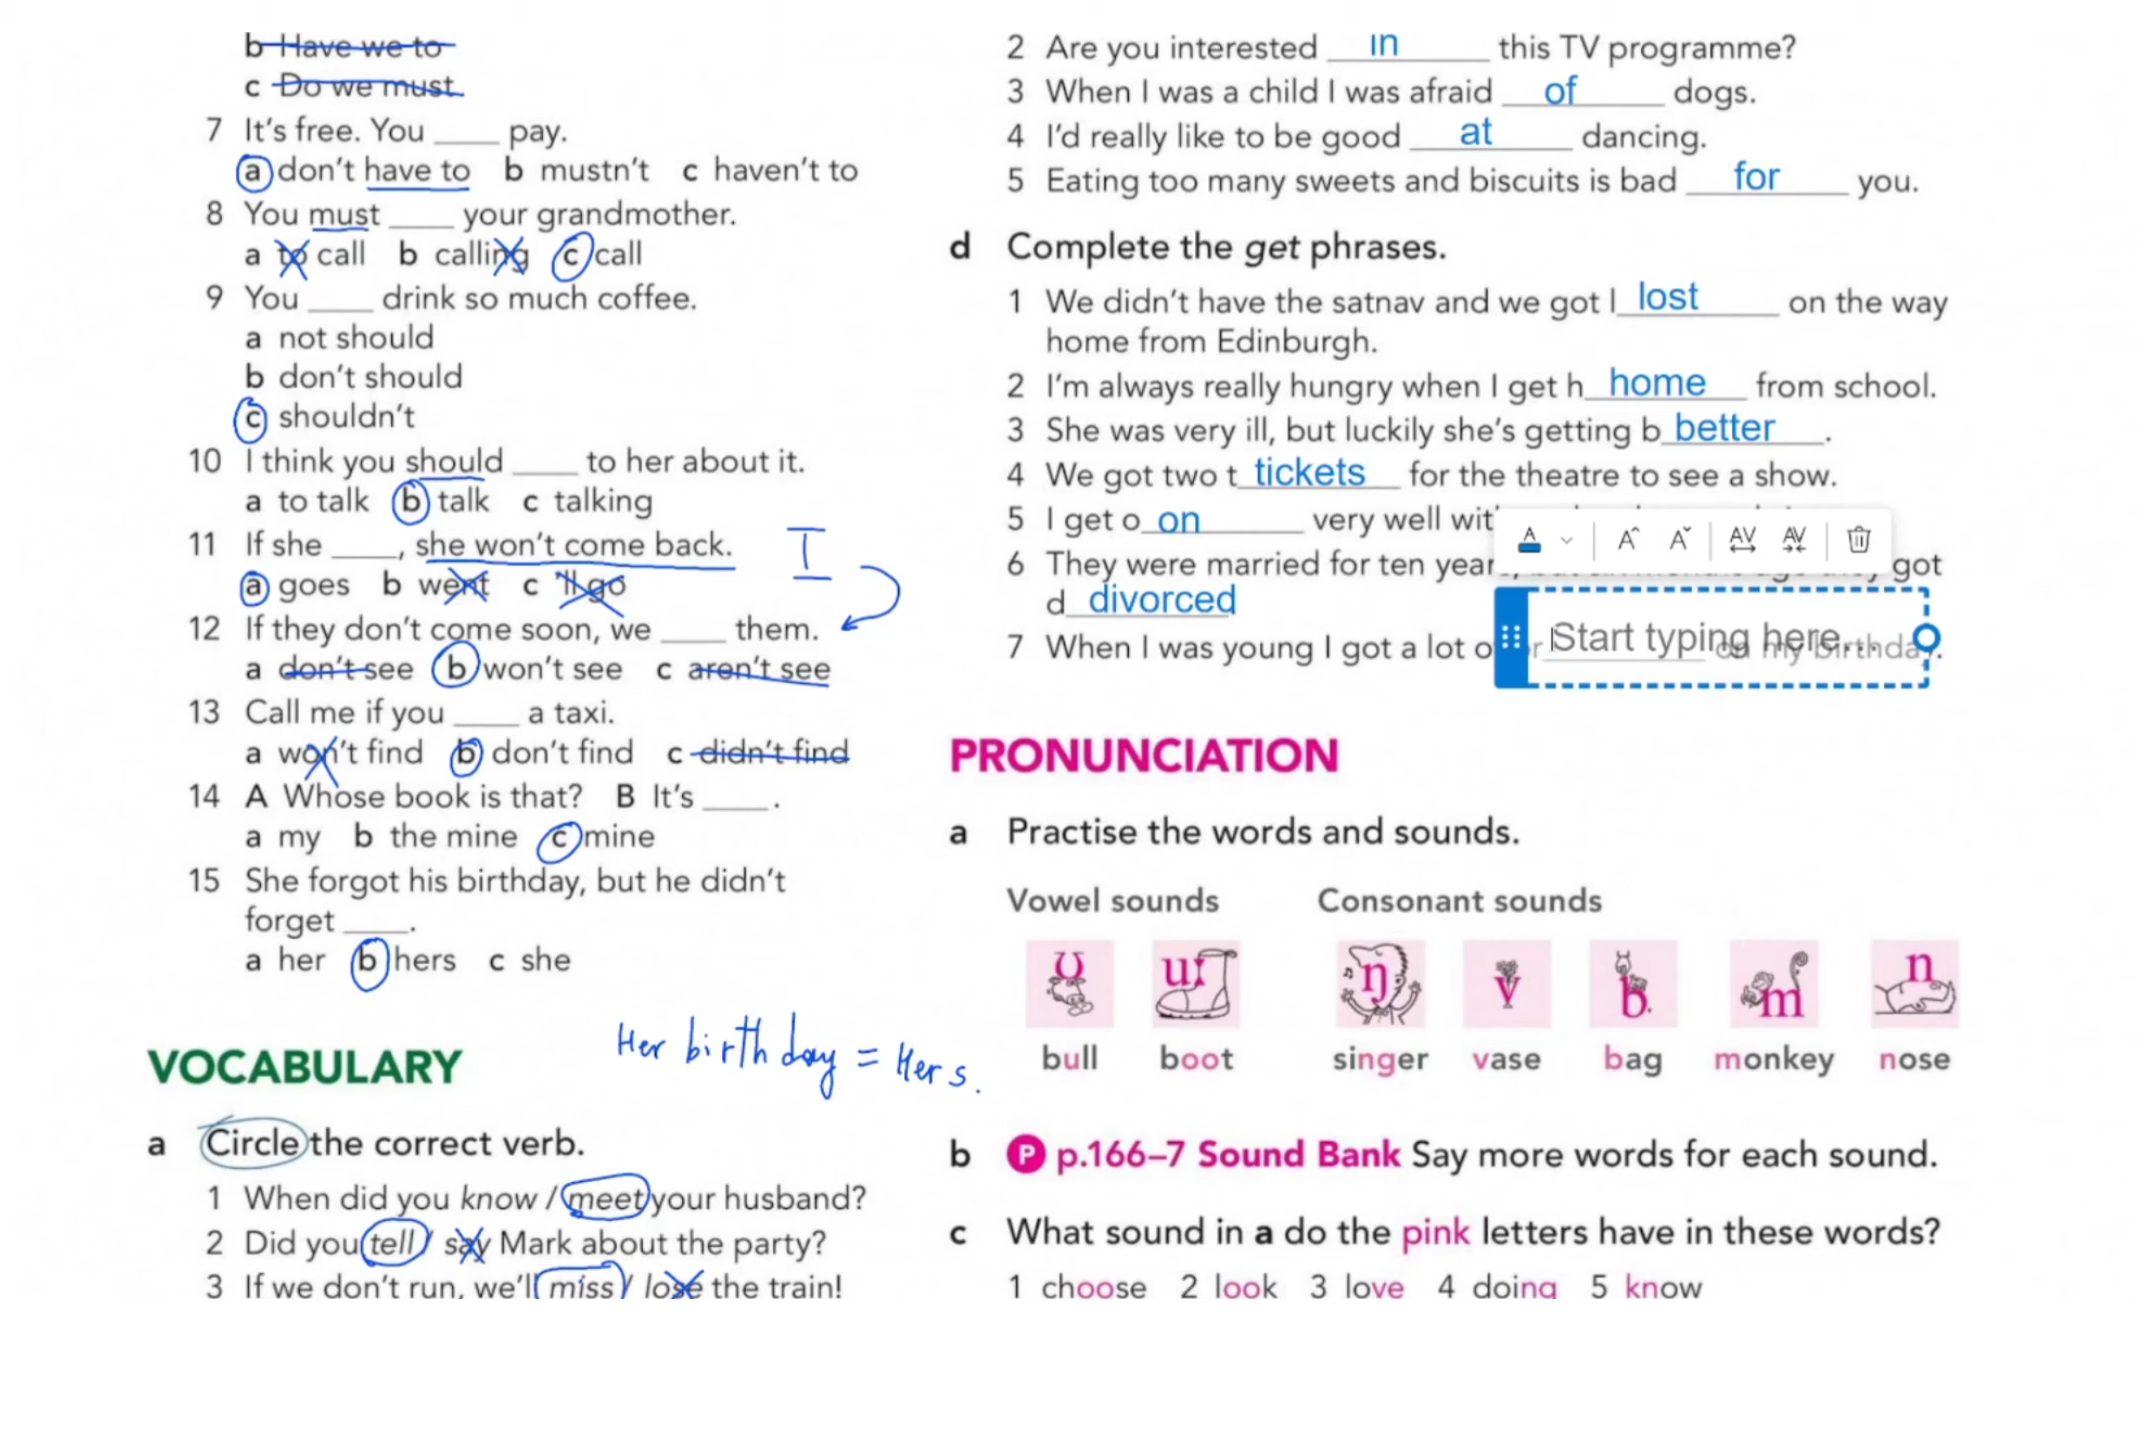 b Have we to
c Do we must
7 It's free. You ____ pay.
a don't have to b mustn't c haven't to
8 You must ____ your grandmother.
a to call b calling c call
9 You ____ drink so much coffee.
a not should
b don't should
c shouldn't
10 I think you should ____ to her about it.
a to talk b talk c talking
11 If she ____, she won't come back.
a goes b went c 'll go
I
12 If they don't come soon, we ____ them.
a don't see b won't see c aren't see
13 Call me if you ____ a taxi.
a won't find b don't find c didn't find
14 A Whose book is that? B It's ____.
a my b the mine c mine
15 She forgot his birthday, but he didn't
forget ____.
a her b hers c she
Her birthday = Hers.
VOCABULARY
a Circle the correct verb.
1 When did you know / meet your husband?
2 Did you tell / say Mark about the party?
3 If we don't run, we'll miss / lose the train!
2 Are you interested in this TV programme?
3 When I was a child I was afraid of dogs.
4 I'd really like to be good at dancing.
5 Eating too many sweets and biscuits is bad for you.
d Complete the get phrases.
1 We didn't have the satnav and we got l lost on the way
home from Edinburgh.
2 I'm always really hungry when I get h home from school.
3 She was very ill, but luckily she's getting b better.
4 We got two t tickets for the theatre to see a show.
5 I get o on very well wit
6 They were married for ten year got
d divorced.
7 When I was young I got a lot o Start typing here... on my birthday.
PRONUNCIATION
a Practise the words and sounds.
Vowel sounds Consonant sounds
ʊ uː ŋ v b m n
bull boot singer vase bag monkey nose
b P p.166–7 Sound Bank Say more words for each sound.
c What sound in a do the pink letters have in these words?
1 choose 2 look 3 love 4 doing 5 know